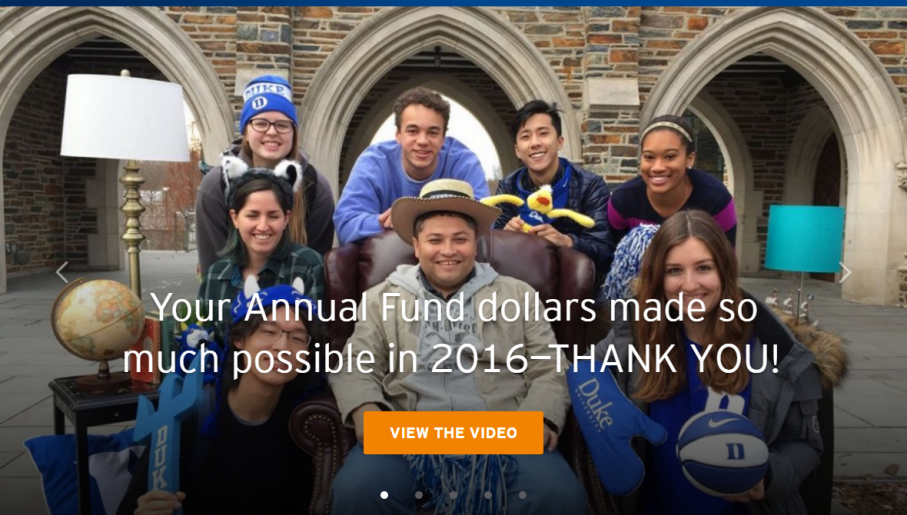 DUKE
D
Duke
Your Annual Fund dollars made so
much possible in 2016—THANK YOU!
Duke
VIEW THE VIDEO
D